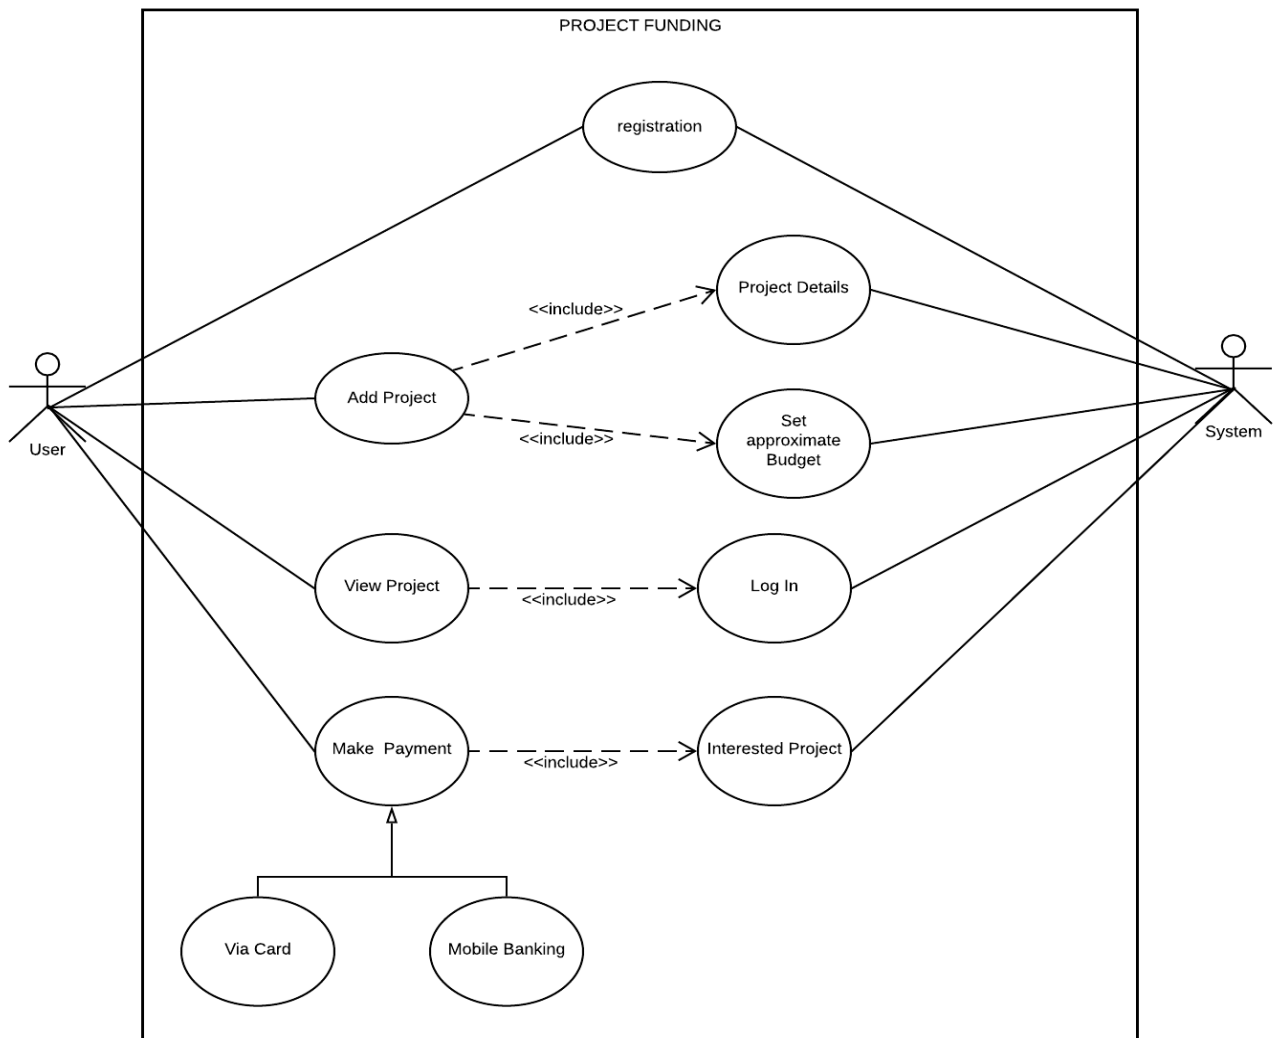 PROJECT FUNDING
registration
Project Details
<<include>>
Add Project
Set
approximate
Budget
<<include>>
User
System
View Project
Log In
<<include>>
Make  Payment
Interested Project
<<include>>
Via Card
Mobile Banking